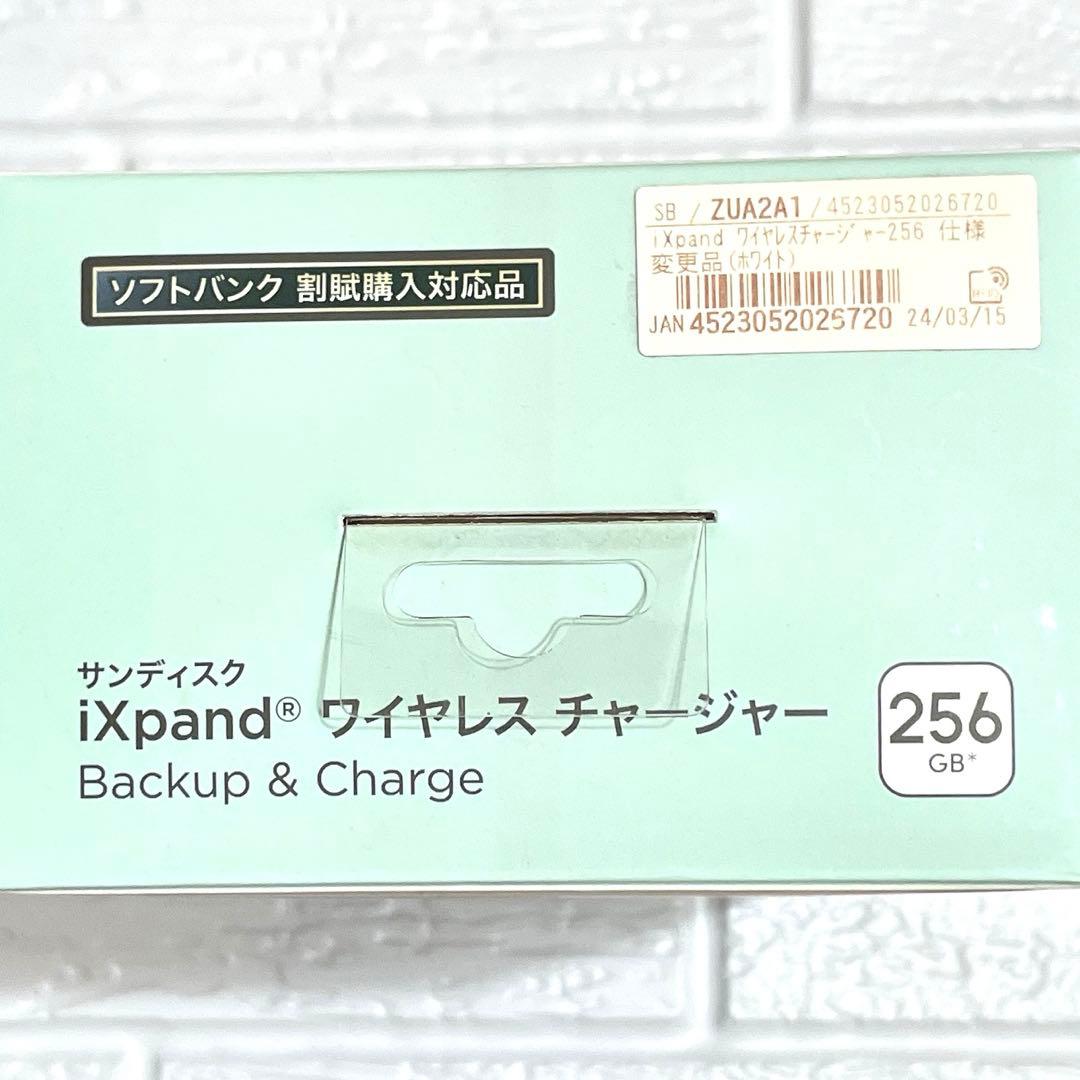 SB / ZUA2A1 / 4523052026720
iXpand ワイヤレスチャージャー256 仕様
変更品(ホワイト)
JAN 4523052026720 24/03/15
ソフトバンク 割賦購入対応品
サンディスク
iXpand® ワイヤレス チャージャー
Backup & Charge
256
GB*